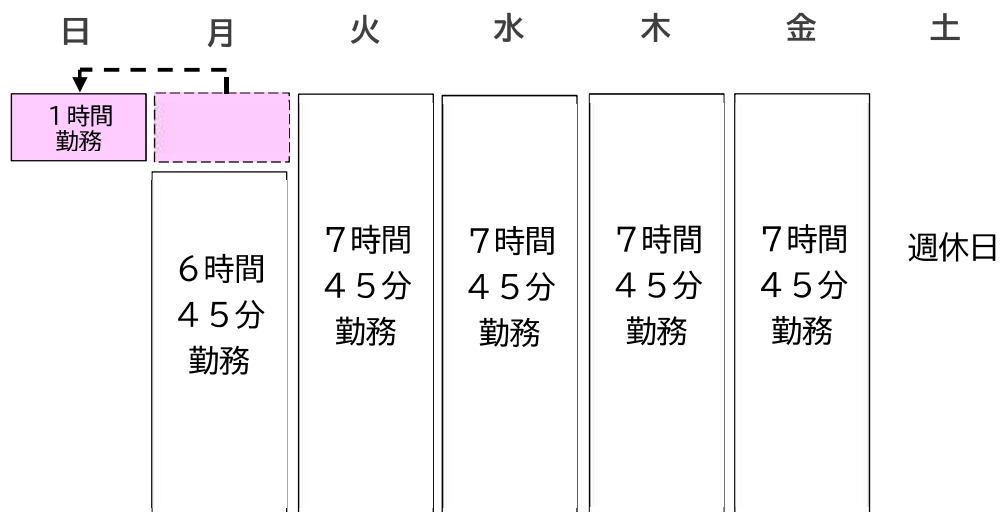 日 月 火 水 木 金 土
１時間
勤務
６時間
４５分
勤務
７時間
４５分
勤務
７時間
４５分
勤務
７時間
４５分
勤務
７時間
４５分
勤務
週休日